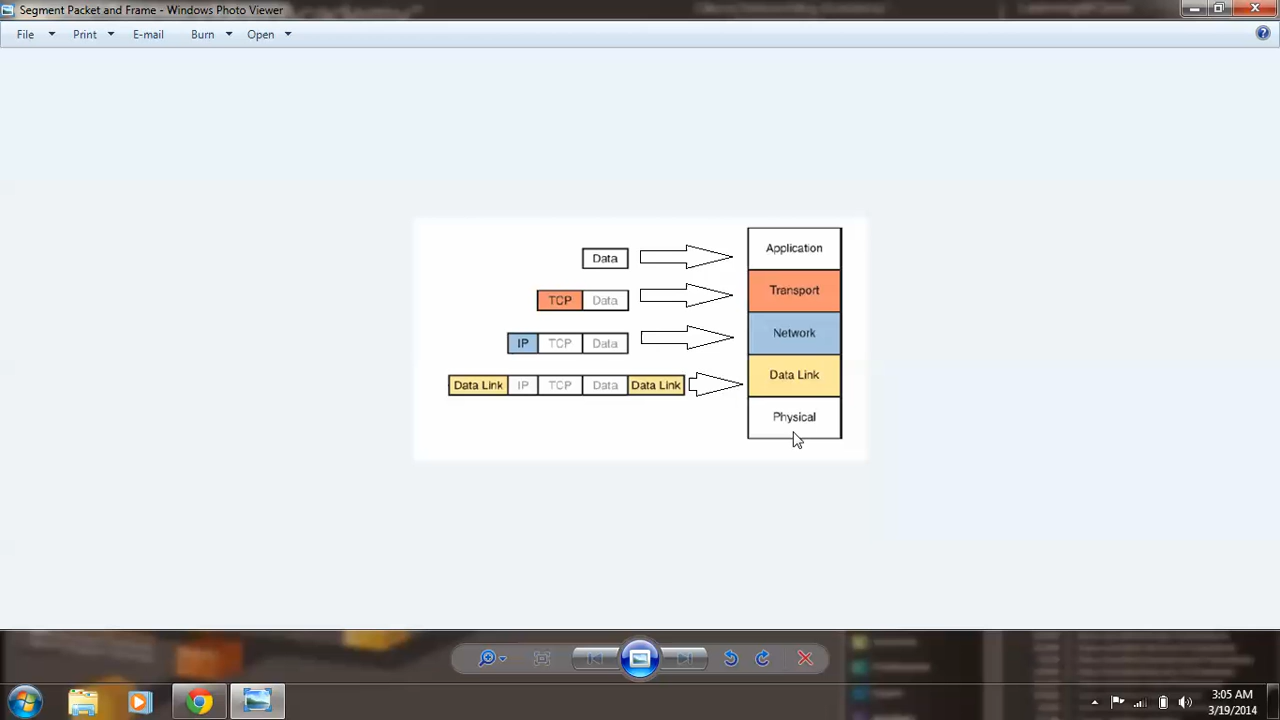 Segment Packet and Frame - Windows Photo Viewer
File Print E-mail Burn Open
Data Application
TCP Data Transport
IP TCP Data Network
Data Link IP TCP Data Data Link Data Link
Physical
3:05 AM
3/19/2014